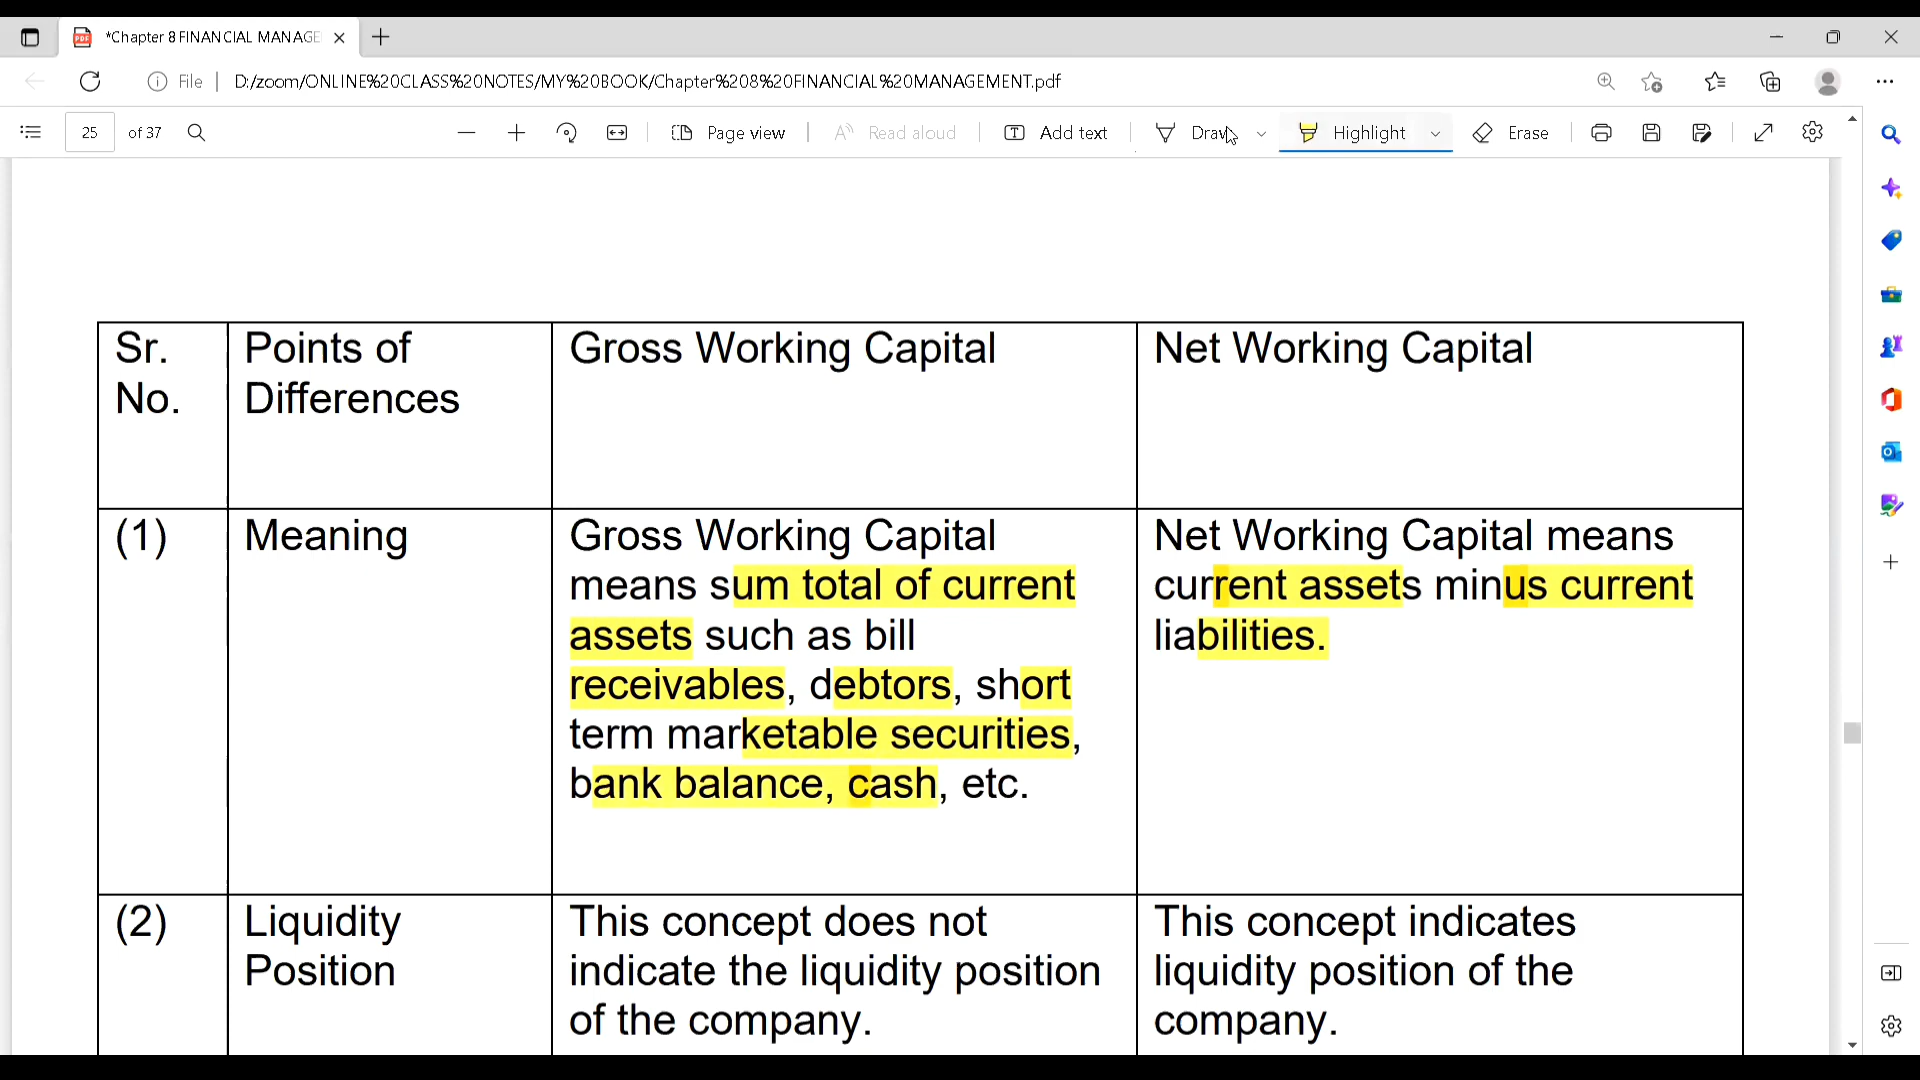 *Chapter 8 FINANCIAL MANAGE
File
D:/zoom/ONLINE%20CLASS%20NOTES/MY%20BOOK/Chapter%208%20FINANCIAL%20MANAGEMENT.pdf
25 of 37 Page view Read aloud Add text Draw Highlight Erase
Sr. Points of Gross Working Capital Net Working Capital
No. Differences
(1) Meaning Gross Working Capital Net Working Capital means
means sum total of current current assets minus current
assets such as bill liabilities.
receivables, debtors, short
term marketable securities,
bank balance, cash, etc.
(2) Liquidity This concept does not This concept indicates
Position indicate the liquidity position liquidity position of the
of the company. company.